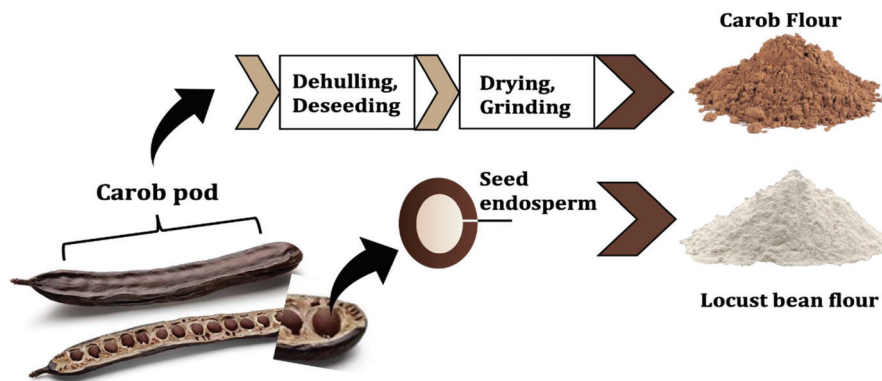 Carob Flour
Dehulling,
Deseeding
Drying,
Grinding
Carob pod
Seed
endosperm
Locust bean flour